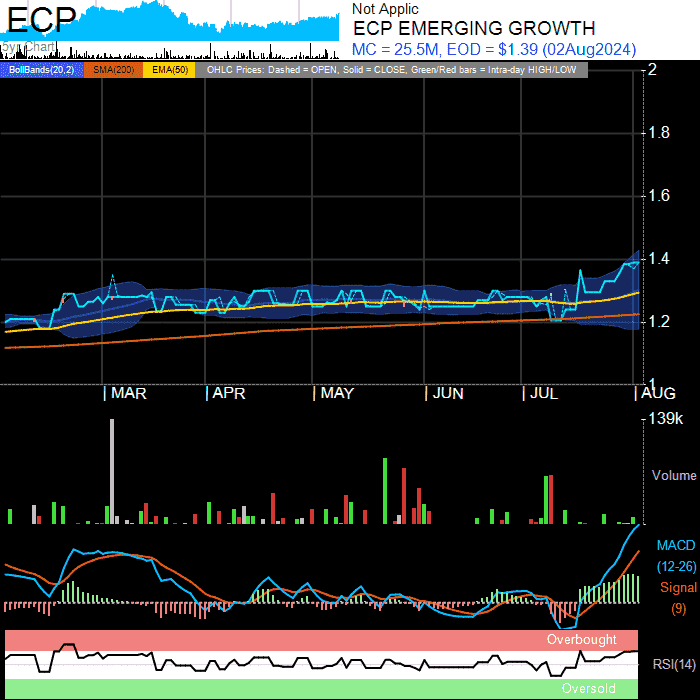 ECP
Not Applic
ECP EMERGING GROWTH
5yr Chart
MC = 25.5M, EOD = $1.39 (02Aug2024)
BollBands(20,2) SMA(200) EMA(50) OHLC Prices: Dashed = OPEN, Solid = CLOSE, Green/Red bars = Intra-day HIGH/LOW
2
1.8
1.6
1.4
1.2
1
| MAR | APR | MAY | JUN | JUL | AUG
139k
Volume
MACD
(12-26)
Signal
(9)
Overbought
RSI(14)
Oversold